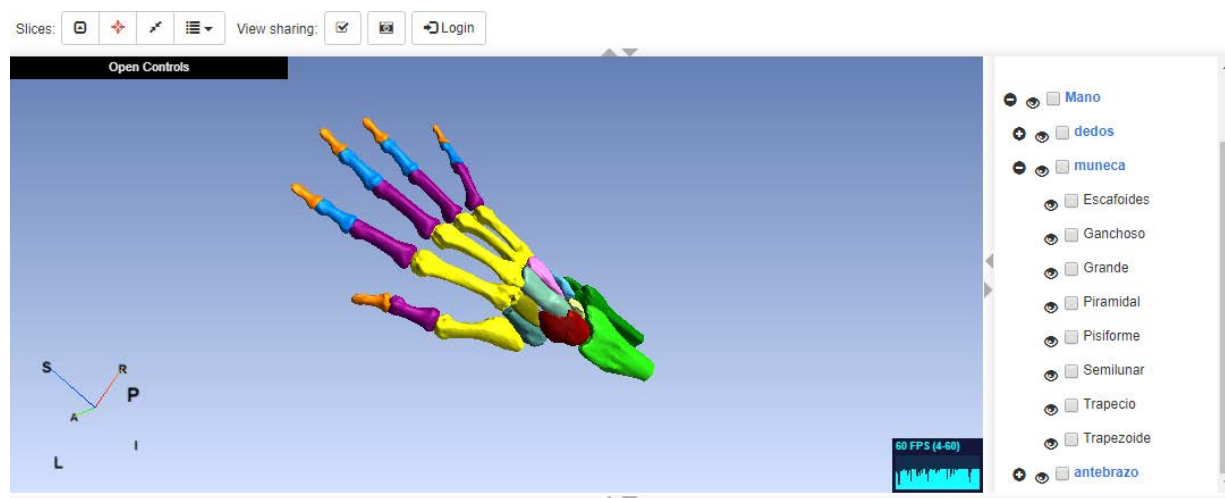 Slices: View sharing: Login
Open Controls
Mano
dedos
muneca
Escafoides
Ganchoso
Grande
Piramidal
Pisiforme
Semilunar
Trapecio
Trapezoide
antebrazo
S
R
P
A
I
L
60 FPS (4-60)